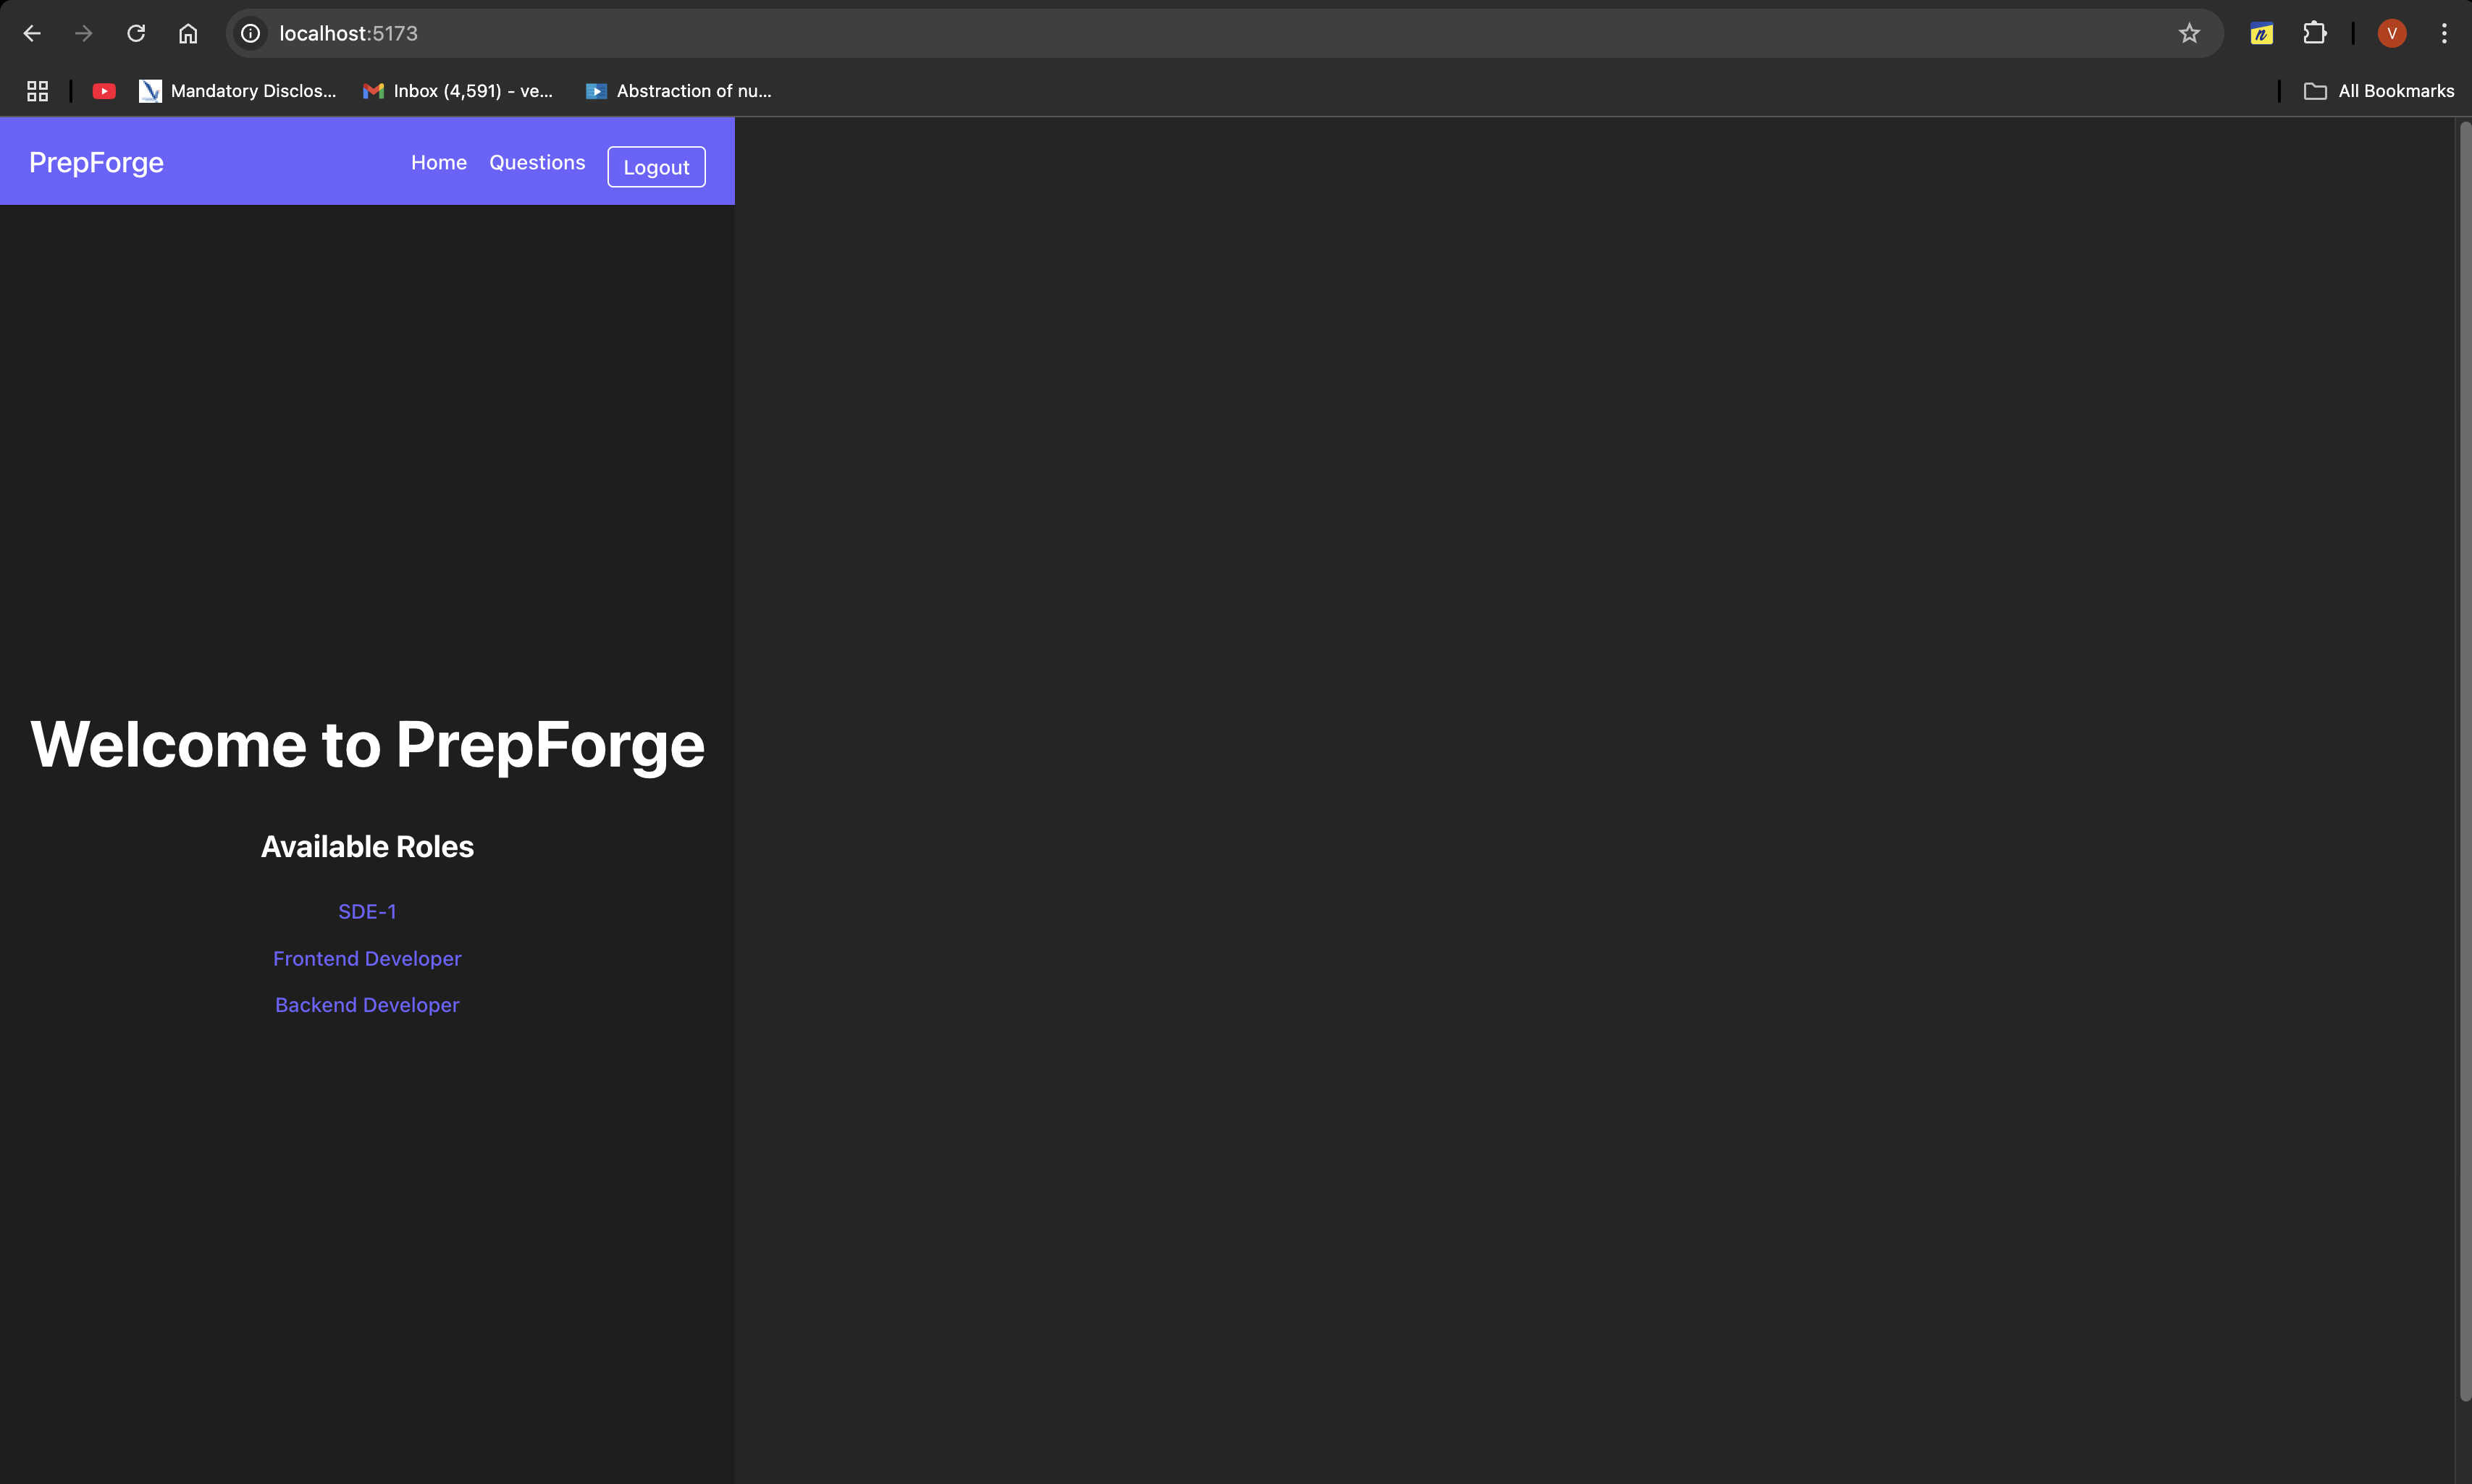 localhost:5173
Mandatory Disclos... Inbox (4,591) - ve... Abstraction of nu... All Bookmarks
V
PrepForge Home Questions Logout
Welcome to PrepForge
Available Roles
SDE-1
Frontend Developer
Backend Developer